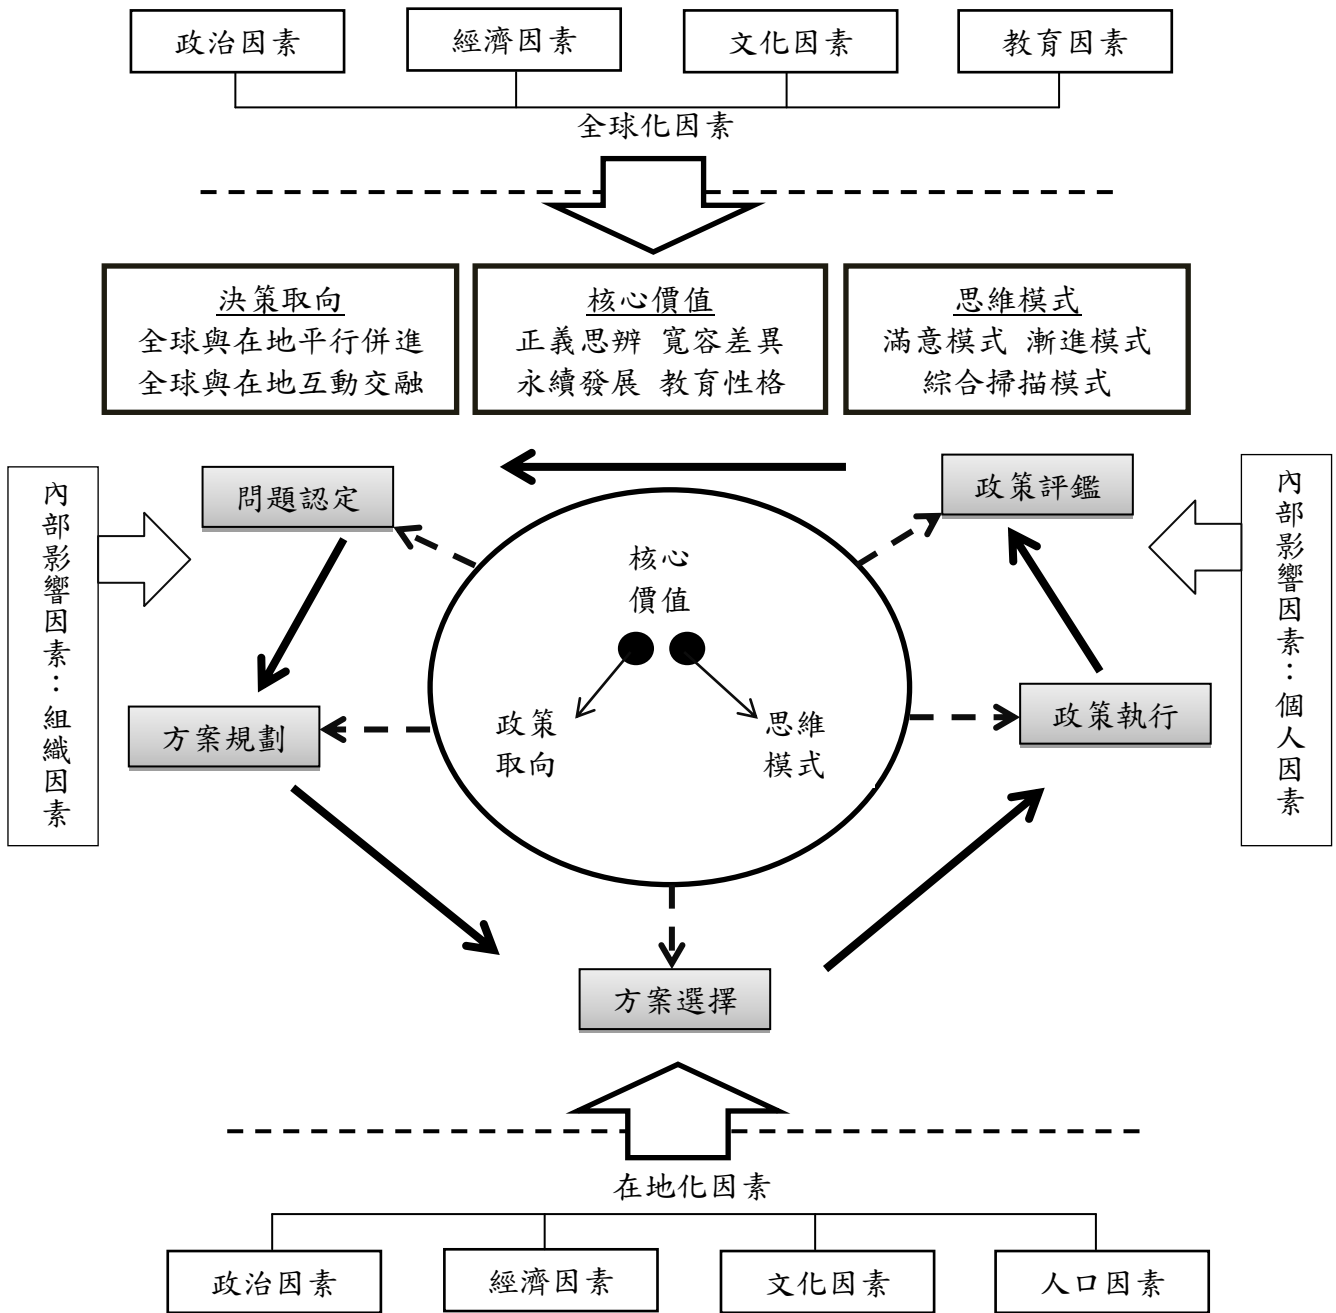 政治因素
經濟因素
文化因素
教育因素
全球化因素
決策取向
全球與在地平行併進
全球與在地互動交融
核心價值
正義思辨 寬容差異
永續發展 教育性格
思維模式
滿意模式 漸進模式
綜合掃描模式
內部影響因素：組織因素
問題認定
政策評鑑
內部影響因素：個人因素
核心
價值
方案規劃
政策
取向
思維
模式
政策執行
方案選擇
在地化因素
政治因素
經濟因素
文化因素
人口因素